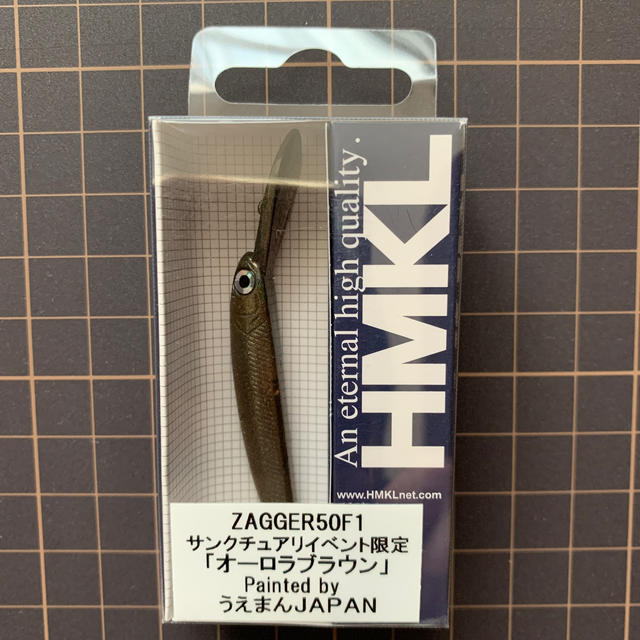 An eternal high quality.
HMKL
www.HMKLnet.com
ZAGGER50F1
サンクチュアリイベント限定
「オーロラブラウン」
Painted by
うえまんJAPAN